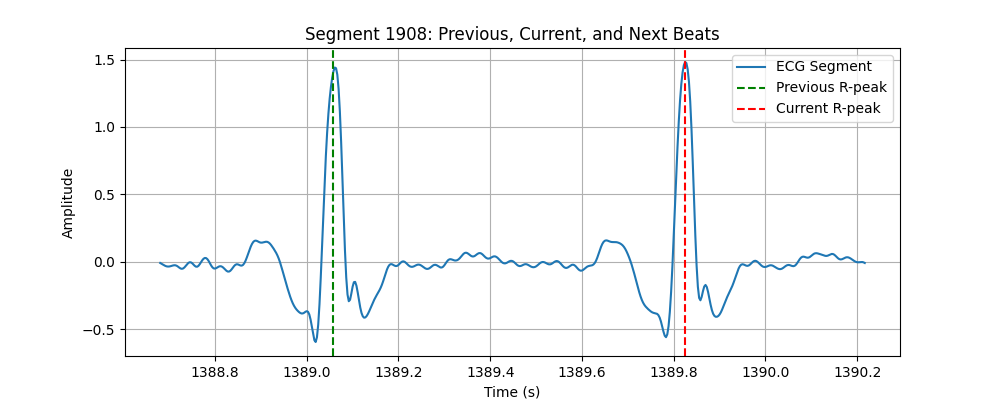 Segment 1908: Previous, Current, and Next Beats
ECG Segment
Previous R-peak
Current R-peak
Amplitude
1.5
1.0
0.5
0.0
−0.5
1388.8 1389.0 1389.2 1389.4 1389.6 1389.8 1390.0 1390.2
Time (s)